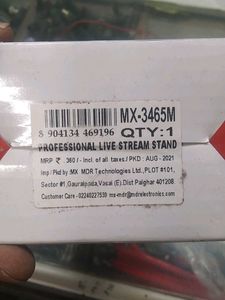 MX-3465M
8 904134 469196 QTY:1
PROFESSIONAL LIVE STREAM STAND
MRP ₹ . 360 /- Incl. of all taxes./ PKD : AUG - 2021
Imp / Pkd by :MX MDR Technologies Ltd.,PLOT #101,
Sector #1,Gauraipada,Vasai (E).Dist Palghar 401208
Customer Care - 02240227539 mx-mdr@mdrelectronics.com